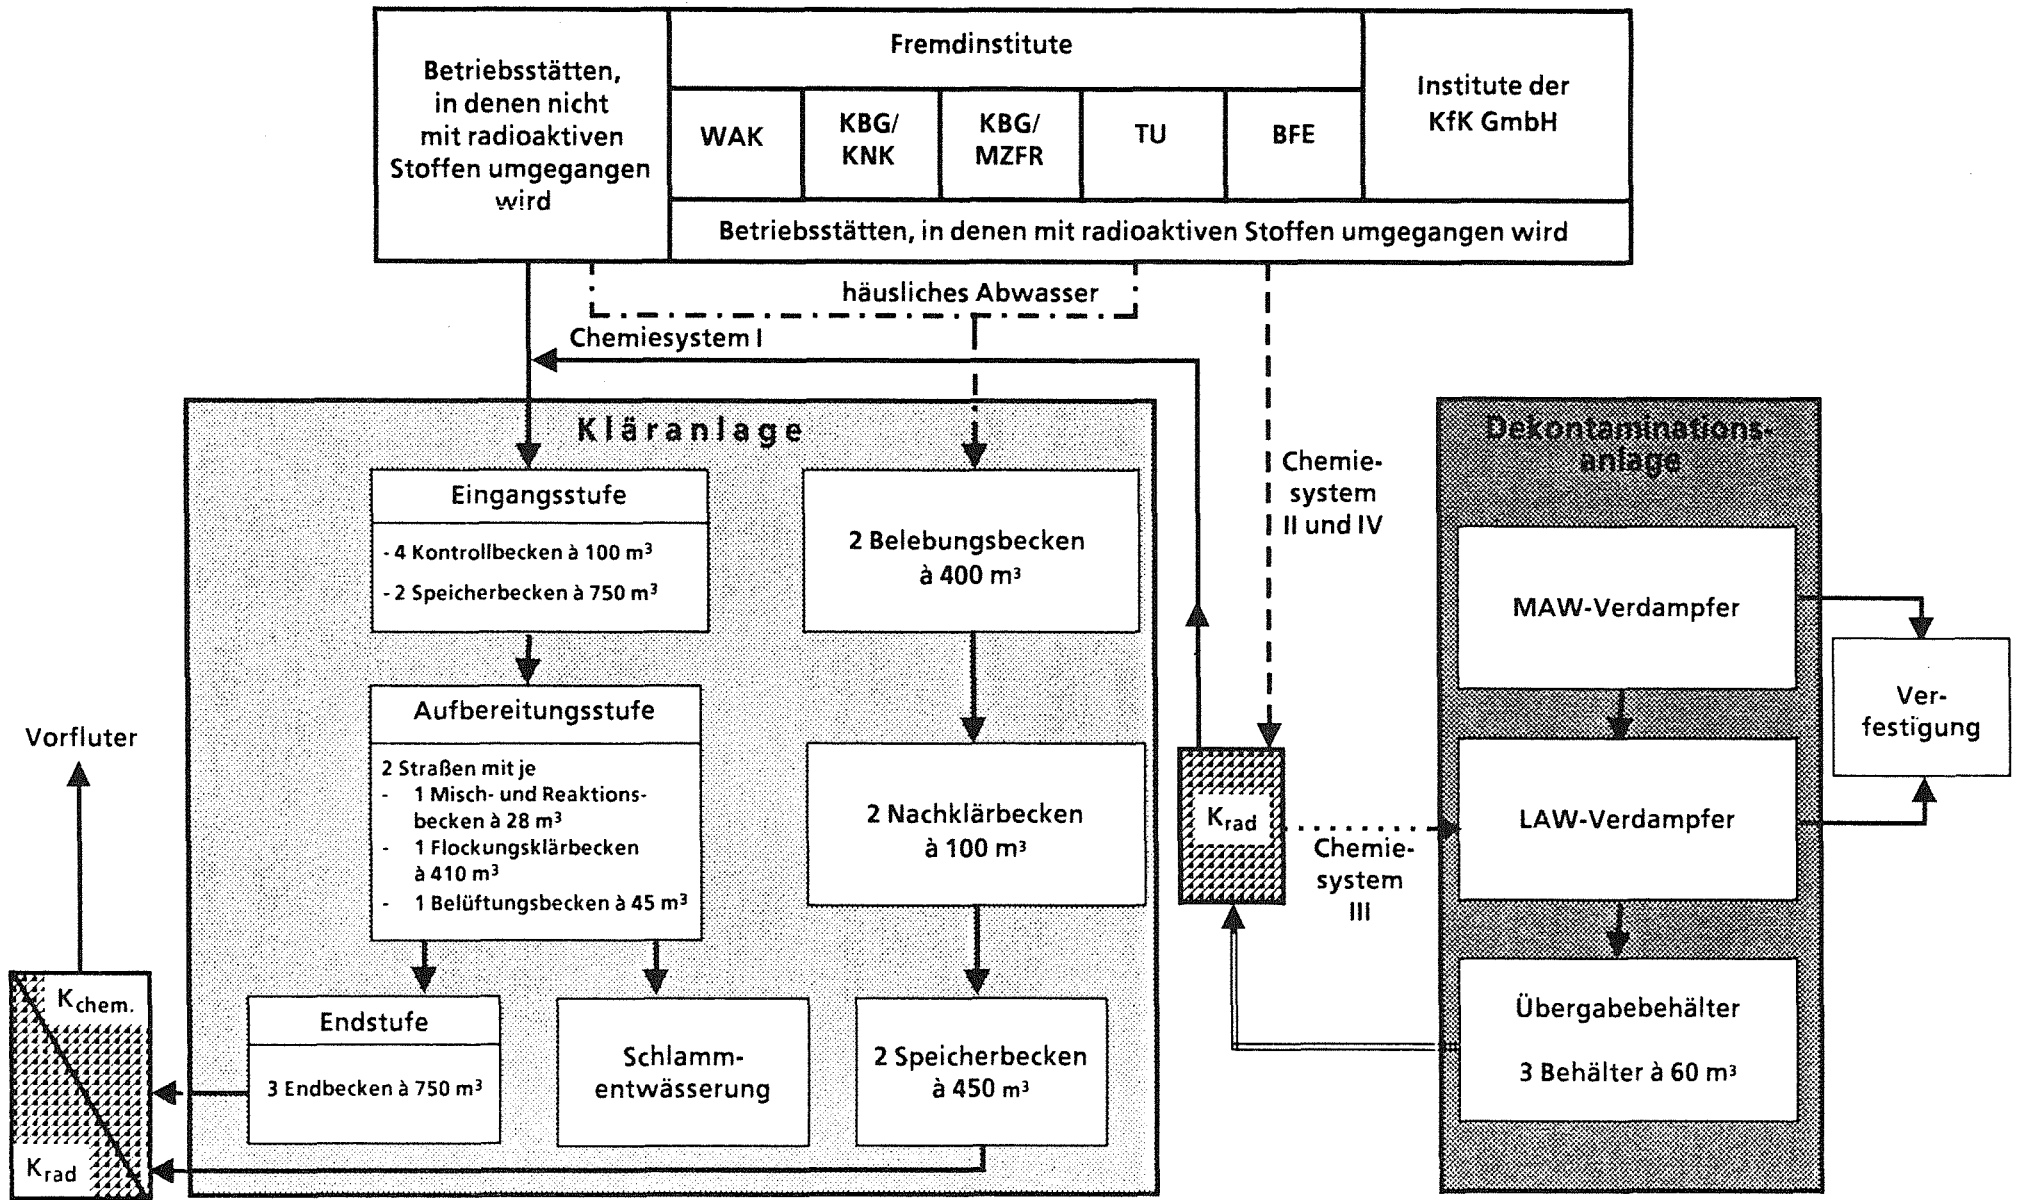 Betriebsstätten,
in denen nicht
mit radioaktiven
Stoffen umgegangen
wird
Fremdinstitute
WAK
KBG/
KNK
KBG/
MZFR
TU
BFE
Institute der
KfK GmbH
Betriebsstätten, in denen mit radioaktiven Stoffen umgegangen wird
häusliches Abwasser
Chemiesystem I
Kläranlage
Eingangsstufe
- 4 Kontrollbecken à 100 m³
- 2 Speicherbecken à 750 m³
2 Belebungsbecken
à 400 m³
Chemie-
system
II und IV
Dekontaminations-
anlage
MAW-Verdampfer
Ver-
festigung
Vorfluter
Aufbereitungsstufe
2 Straßen mit je
- 1 Misch- und Reaktions-
becken à 28 m³
- 1 Flockungsklärbecken
à 410 m³
- 1 Belüftungsbecken à 45 m³
2 Nachklärbecken
à 100 m³
Krad
Chemie-
system
III
LAW-Verdampfer
Kchem.
Krad
Endstufe
3 Endbecken à 750 m³
Schlamm-
entwässerung
2 Speicherbecken
à 450 m³
Übergabebehälter
3 Behälter à 60 m³